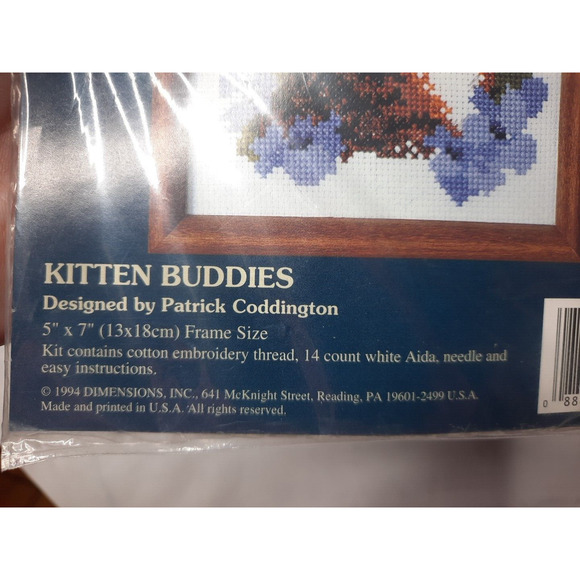 KITTEN BUDDIES
Designed by Patrick Coddington
5" x 7" (13x18cm) Frame Size
Kit contains cotton embroidery thread, 14 count white Aida, needle and
easy instructions.
© 1994 DIMENSIONS, INC., 641 McKnight Street, Reading, PA 19601-2499 U.S.A.
Made and printed in U.S.A. All rights reserved.
0 88